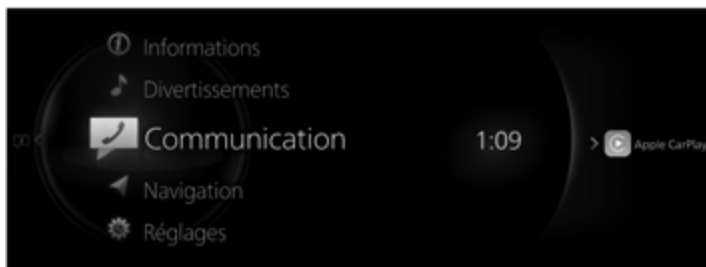 Informations
Divertissements
Communication
1:09
Apple CarPlay
Navigation
Réglages